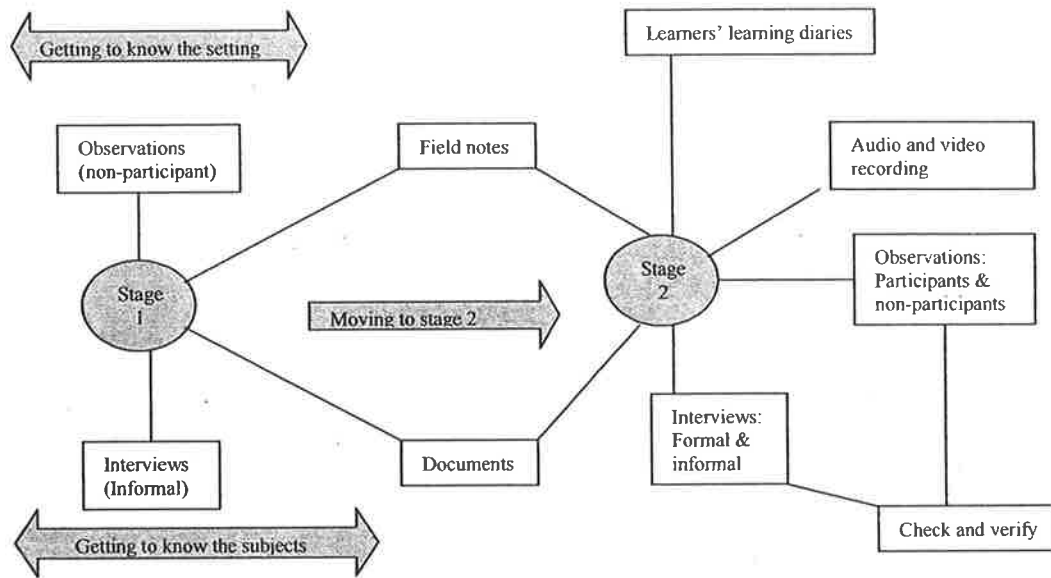 Getting to know the setting
Learners' learning diaries
Observations
(non-participant)
Field notes
Audio and video
recording
Stage
1
Moving to stage 2
Stage
2
Observations:
Participants &
non-participants
Interviews
(Informal)
Documents
Interviews:
Formal &
informal
Getting to know the subjects
Check and verify